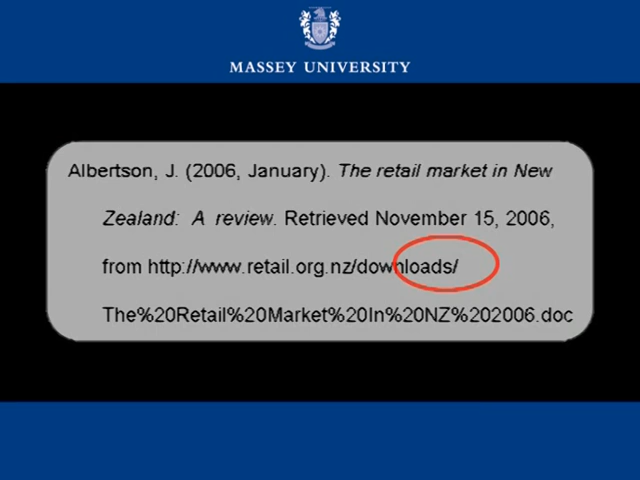 MASSEY UNIVERSITY
Albertson, J. (2006, January). The retail market in New
Zealand: A review. Retrieved November 15, 2006,
from http://www.retail.org.nz/downloads/
The%20Retail%20Market%20In%20NZ%202006.doc